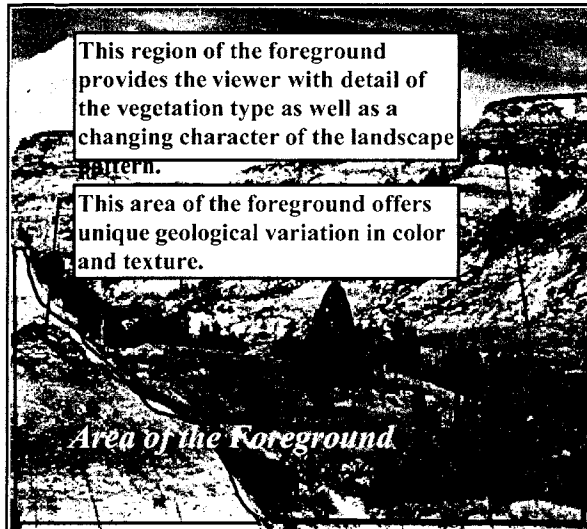 This region of the foreground
provides the viewer with detail of
the vegetation type as well as a
changing character of the landscape
pattern.
This area of the foreground offers
unique geological variation in color
and texture.
Area of the Foreground